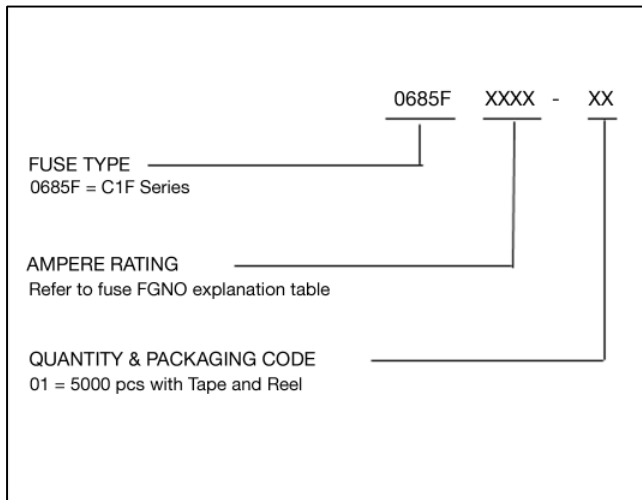 0685F XXXX - XX
FUSE TYPE
0685F = C1F Series
AMPERE RATING
Refer to fuse FGNO explanation table
QUANTITY & PACKAGING CODE
01 = 5000 pcs with Tape and Reel